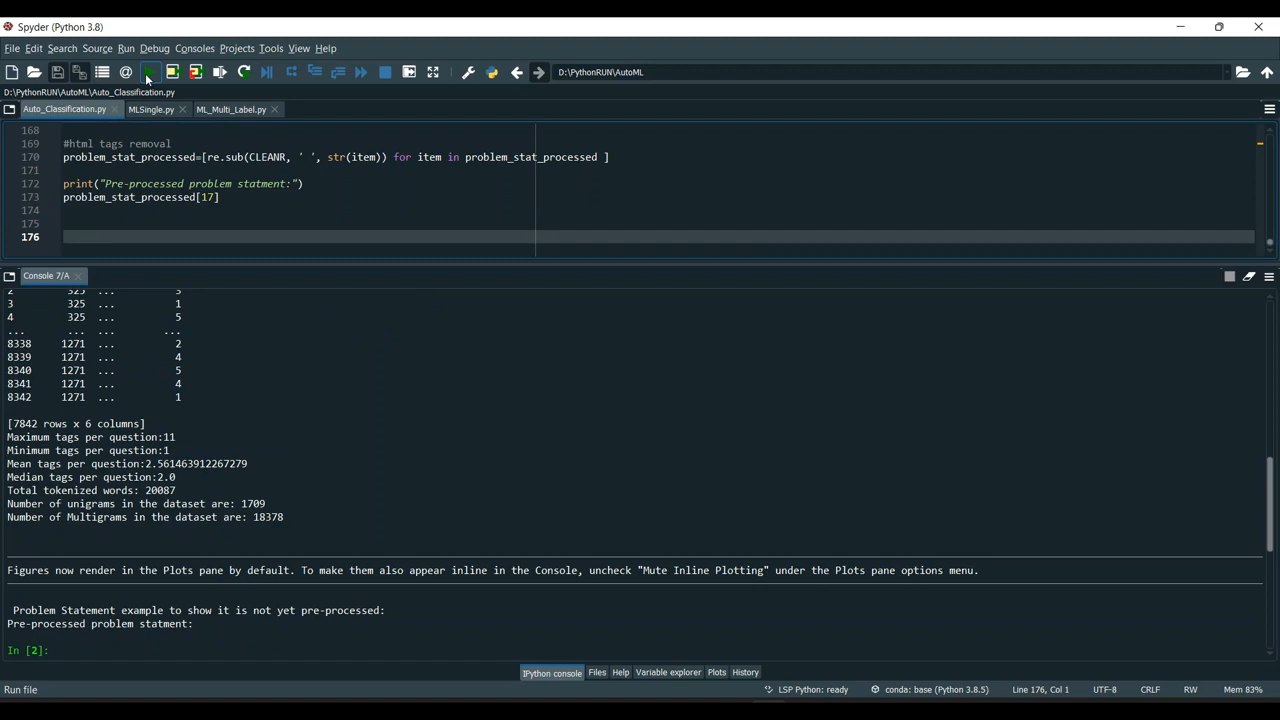 Spyder (Python 3.8)
File Edit Search Source Run Debug Consoles Projects Tools View Help
D:\PythonRUN\AutoML
D:\PythonRUN\AutoML\Auto_Classification.py
Auto_Classification.py MLSingle.py ML_Multi_Label.py
168
169 #html tags removal
170 problem_stat_processed=[re.sub(CLEANR, ' ', str(item)) for item in problem_stat_processed ]
171
172 print("Pre-processed problem statment:")
173 problem_stat_processed[17]
174
175
176
Console 7/A
2 325 ... 3
3 325 ... 1
4 325 ... 5
... ... ... ...
8338 1271 ... 2
8339 1271 ... 4
8340 1271 ... 5
8341 1271 ... 4
8342 1271 ... 1
[7842 rows x 6 columns]
Maximum tags per question:11
Minimum tags per question:1
Mean tags per question:2.561463912267279
Median tags per question:2.0
Total tokenized words: 20087
Number of unigrams in the dataset are: 1709
Number of Multigrams in the dataset are: 18378
Figures now render in the Plots pane by default. To make them also appear inline in the Console, uncheck "Mute Inline Plotting" under the Plots pane options menu.
Problem Statement example to show it is not yet pre-processed:
Pre-processed problem statment:
In [2]:
IPython console Files Help Variable explorer Plots History
Run file LSP Python: ready conda: base (Python 3.8.5) Line 176, Col 1 UTF-8 CRLF RW Mem 83%